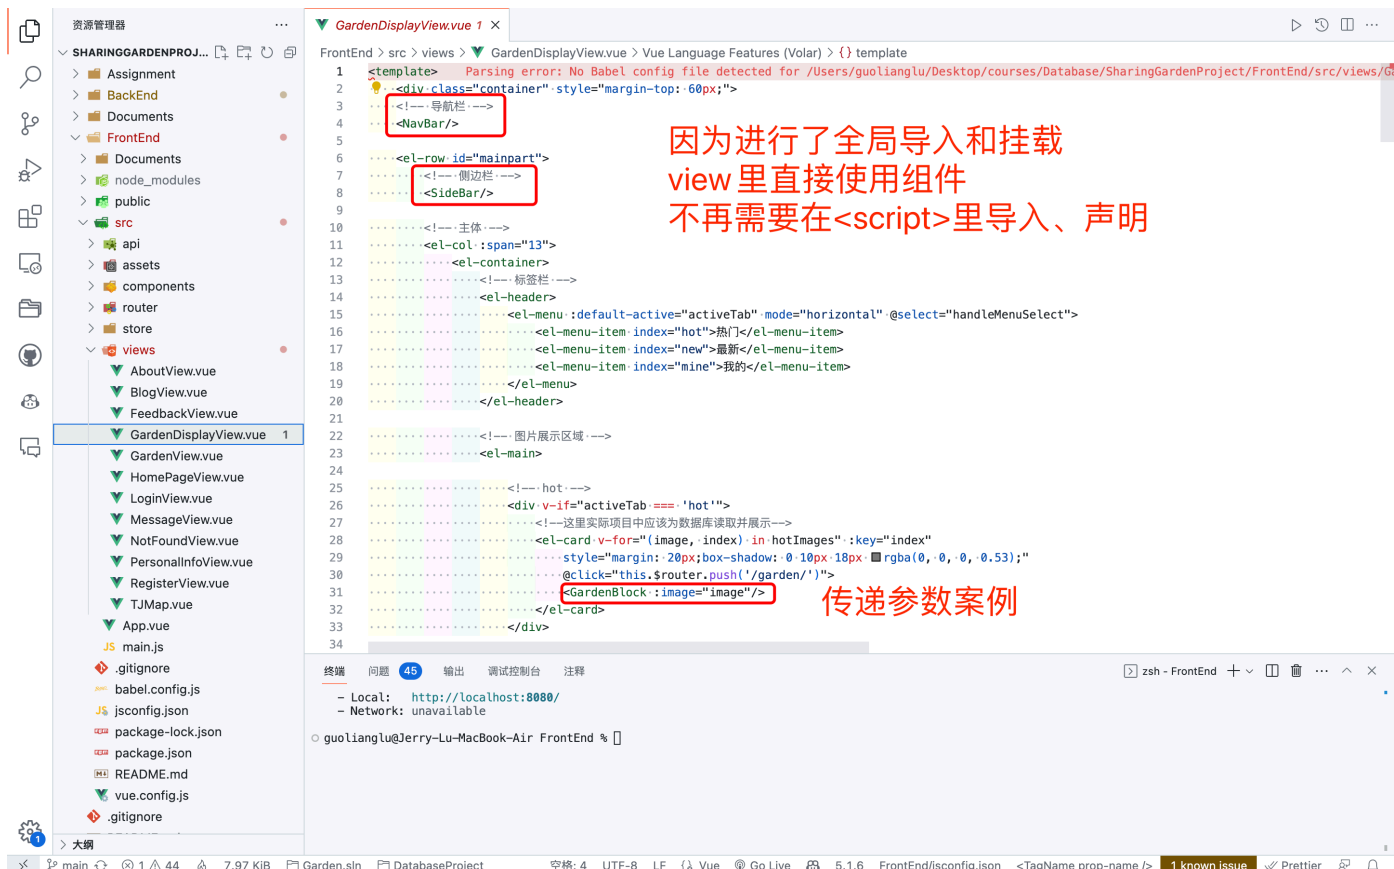 资源管理器
SHARINGGARDENPROJ...
Assignment
BackEnd
Documents
FrontEnd
Documents
node_modules
public
src
api
assets
components
router
store
views
AboutView.vue
BlogView.vue
FeedbackView.vue
GardenDisplayView.vue 1
GardenView.vue
HomePageView.vue
LoginView.vue
MessageView.vue
NotFoundView.vue
PersonalInfoView.vue
RegisterView.vue
TJMap.vue
App.vue
JS main.js
.gitignore
babel.config.js
jsconfig.json
package-lock.json
package.json
README.md
vue.config.js
.gitignore
大纲
GardenDisplayView.vue 1
FrontEnd > src > views > GardenDisplayView.vue > Vue Language Features (Volar) > {} template
1 <template> Parsing error: No Babel config file detected for /Users/guolianglu/Desktop/courses/Database/SharingGardenProject/FrontEnd/src/views/Ga
2 <div class="container" style="margin-top: 60px;">
3 <!-- 导航栏 -->
4 <NavBar/>
5
6 <el-row id="mainpart">
7 <!-- 侧边栏 -->
8 <SideBar/>
9
10 <!-- 主体 -->
11 <el-col :span="13">
12 <el-container>
13 <!-- 标签栏 -->
14 <el-header>
15 <el-menu :default-active="activeTab" mode="horizontal" @select="handleMenuSelect">
16 <el-menu-item index="hot">热门</el-menu-item>
17 <el-menu-item index="new">最新</el-menu-item>
18 <el-menu-item index="mine">我的</el-menu-item>
19 </el-menu>
20 </el-header>
21
22 <!-- 图片展示区域 -->
23 <el-main>
24
25 <!-- hot -->
26 <div v-if="activeTab === 'hot'">
27 <!--这里实际项目中应该为数据库读取并展示-->
28 <el-card v-for="(image, index) in hotImages" :key="index"
29 style="margin: 20px;box-shadow: 0 10px 18px rgba(0, 0, 0, 0.53);"
30 @click="this.$router.push('/garden/')">
31 <GardenBlock :image="image"/>
32 </el-card>
33 </div>
34
因为进行了全局导入和挂载
view里直接使用组件
不再需要在<script>里导入、声明
传递参数案例
终端 问题 45 输出 调试控制台 注释
zsh - FrontEnd
- Local: http://localhost:8080/
- Network: unavailable
guolianglu@Jerry-Lu-MacBook-Air FrontEnd %
1
main 1 44 7.97 KiB Garden.sln DatabaseProject 空格: 4 UTF-8 LF Vue Go Live 5.1.6 FrontEnd/jsconfig.json <TagName prop-name /> 1 known issue Prettier